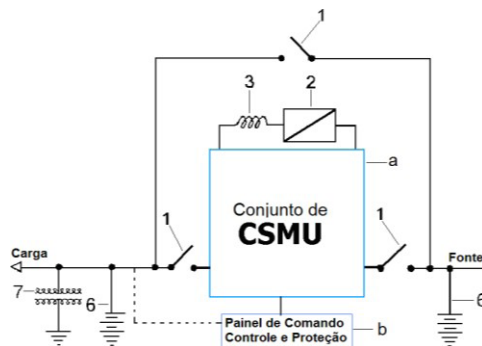 1
3
2
a
Conjunto de
CSMU
1
1
Carga
Fonte
7
6
6
Painel de Comando
Controle e Proteção
b